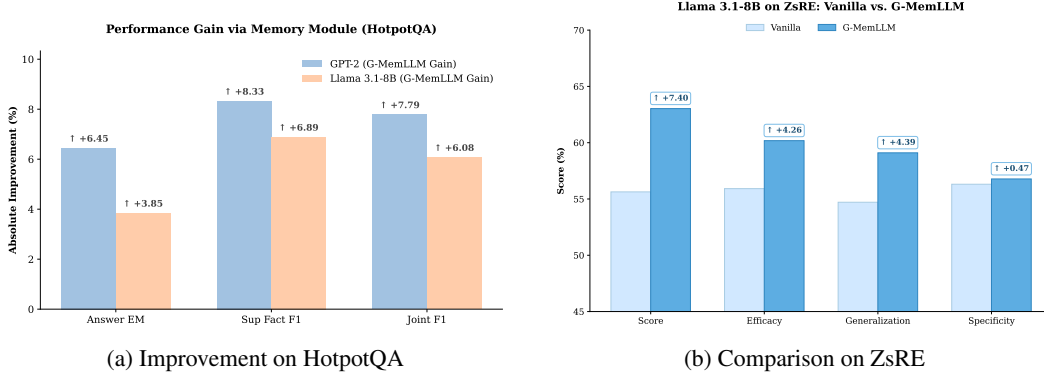 Performance Gain via Memory Module (HotpotQA)
Absolute Improvement (%)
10
8
6
4
2
0
GPT-2 (G-MemLLM Gain)
Llama 3.1-8B (G-MemLLM Gain)
↑ +6.45
↑ +3.85
↑ +8.33
↑ +6.89
↑ +7.79
↑ +6.08
Answer EM
Sup Fact F1
Joint F1
(a) Improvement on HotpotQA
Llama 3.1-8B on ZsRE: Vanilla vs. G-MemLLM
Vanilla
G-MemLLM
Score (%)
70
65
60
55
50
45
↑ +7.40
↑ +4.26
↑ +4.39
↑ +0.47
Score
Efficacy
Generalization
Specificity
(b) Comparison on ZsRE